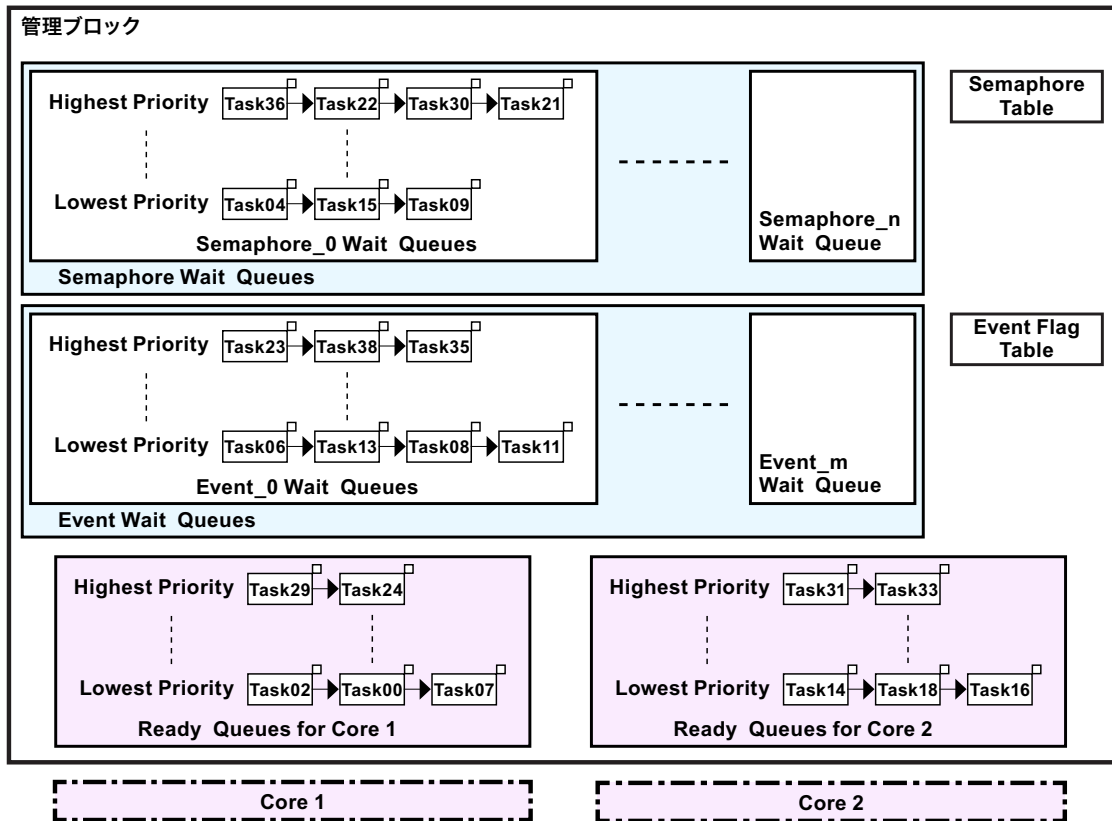 管理ブロック
Highest Priority Task36 Task22 Task30 Task21
Lowest Priority Task04 Task15 Task09
Semaphore_0 Wait Queues
Semaphore_n
Wait Queue
Semaphore Wait Queues
Semaphore
Table
Highest Priority Task23 Task38 Task35
Lowest Priority Task06 Task13 Task08 Task11
Event_0 Wait Queues
Event_m
Wait Queue
Event Wait Queues
Event Flag
Table
Highest Priority Task29 Task24
Lowest Priority Task02 Task00 Task07
Ready Queues for Core 1
Highest Priority Task31 Task33
Lowest Priority Task14 Task18 Task16
Ready Queues for Core 2
Core 1
Core 2